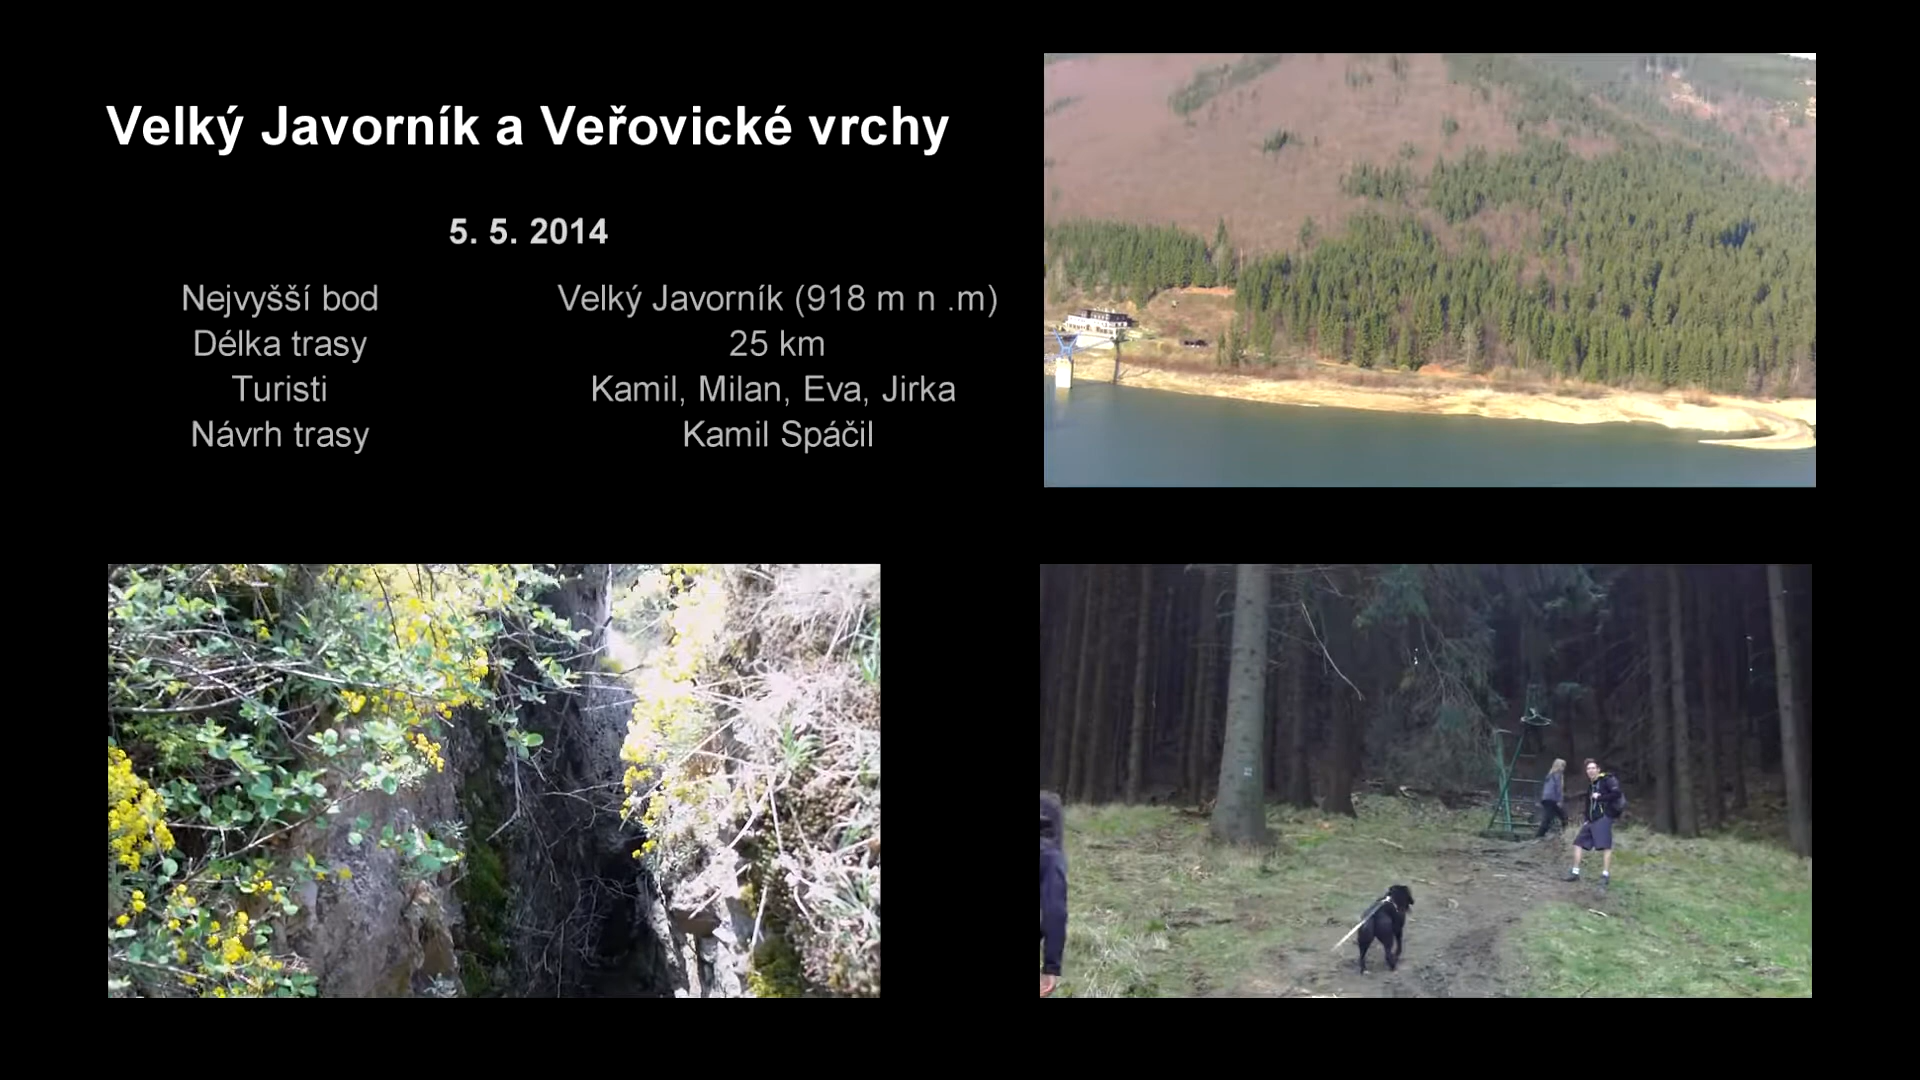 Velký Javorník a Veřovické vrchy
5. 5. 2014
Nejvyšší bod Velký Javorník (918 m n .m)
Délka trasy 25 km
Turisti Kamil, Milan, Eva, Jirka
Návrh trasy Kamil Spáčil